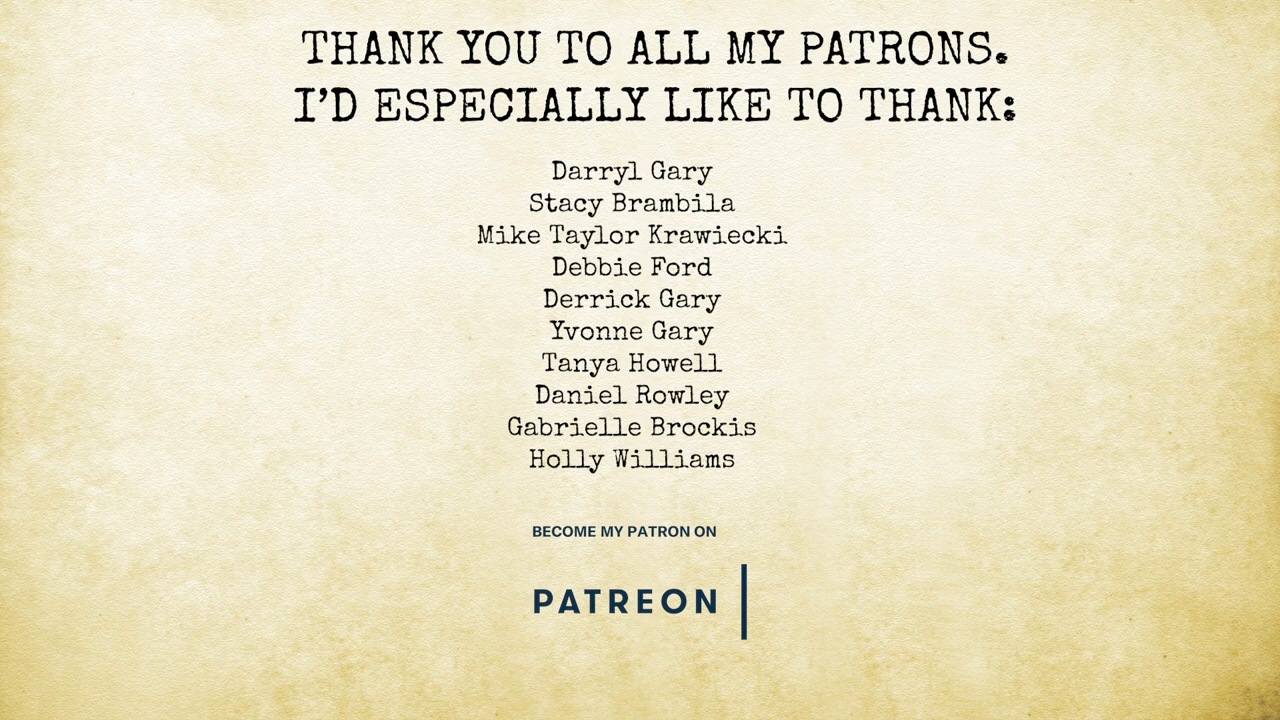 THANK YOU TO ALL MY PATRONS.
I’D ESPECIALLY LIKE TO THANK:
Darryl Gary
Stacy Brambila
Mike Taylor Krawiecki
Debbie Ford
Derrick Gary
Yvonne Gary
Tanya Howell
Daniel Rowley
Gabrielle Brockis
Holly Williams
BECOME MY PATRON ON
PATREON